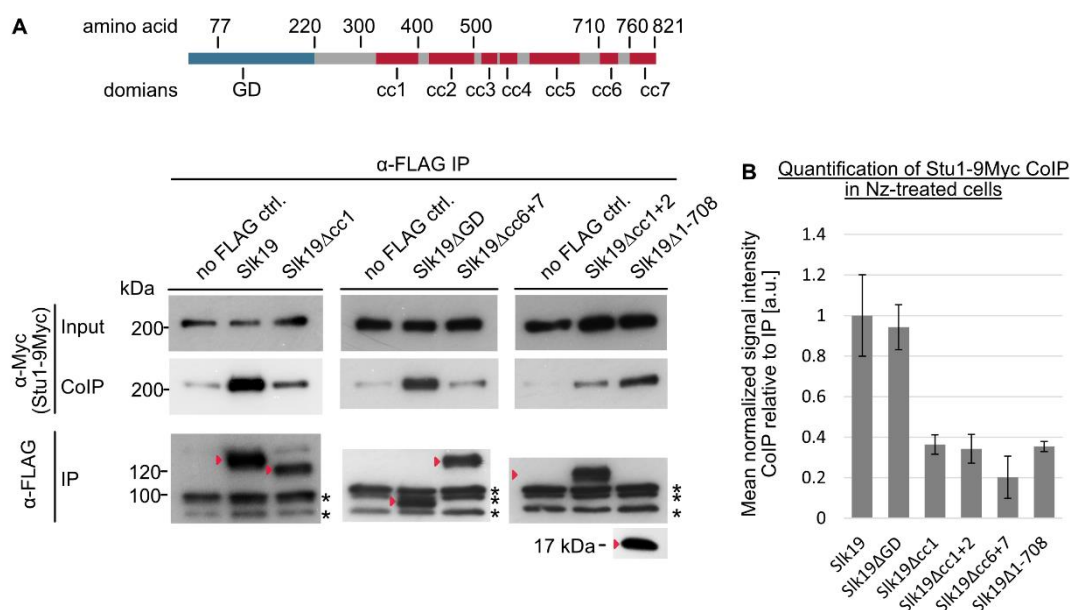 A
amino acid 77 220 300 400 500 710 760 821
domians GD cc1 cc2 cc3 cc4 cc5 cc6 cc7
α-FLAG IP
no FLAG ctrl. Slk19 Slk19Δcc1 no FLAG ctrl. Slk19ΔGD Slk19Δcc6+7 no FLAG ctrl. Slk19Δcc1+2 Slk19Δ1-708
kDa
α-Myc
(Stu1-9Myc)
Input 200
CoIP 200
α-FLAG
IP
120
100
*
*
*
*
*
*
*
*
17 kDa
B Quantification of Stu1-9Myc CoIP
in Nz-treated cells
Mean normalized signal intensity
CoIP relative to IP [a.u.]
1.4
1.2
1
0.8
0.6
0.4
0.2
0
Slk19 Slk19ΔGD Slk19Δcc1 Slk19Δcc1+2 Slk19Δcc6+7 Slk19Δ1-708